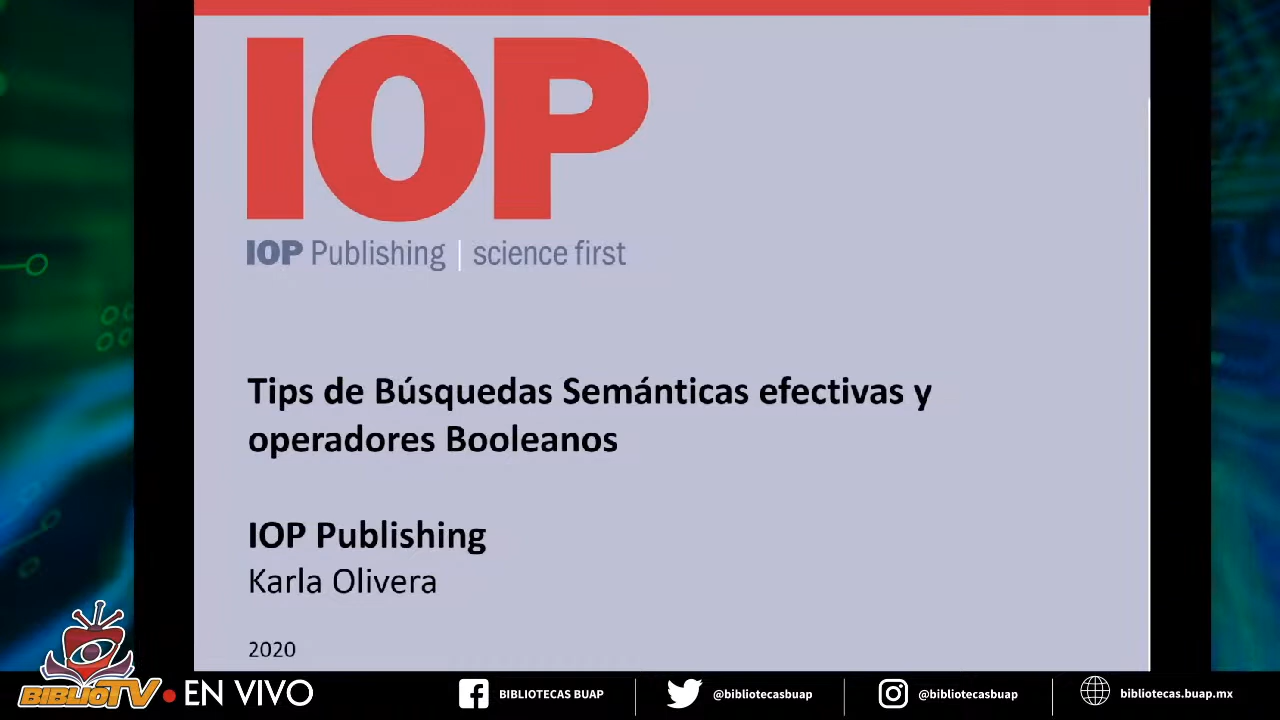 IOP
IOP Publishing | science first
Tips de Búsquedas Semánticas efectivas y
operadores Booleanos
IOP Publishing
Karla Olivera
2020
BIBLIOTV EN VIVO
BIBLIOTECAS BUAP
@bibliotecasbuap
@bibliotecasbuap
bibliotecas.buap.mx